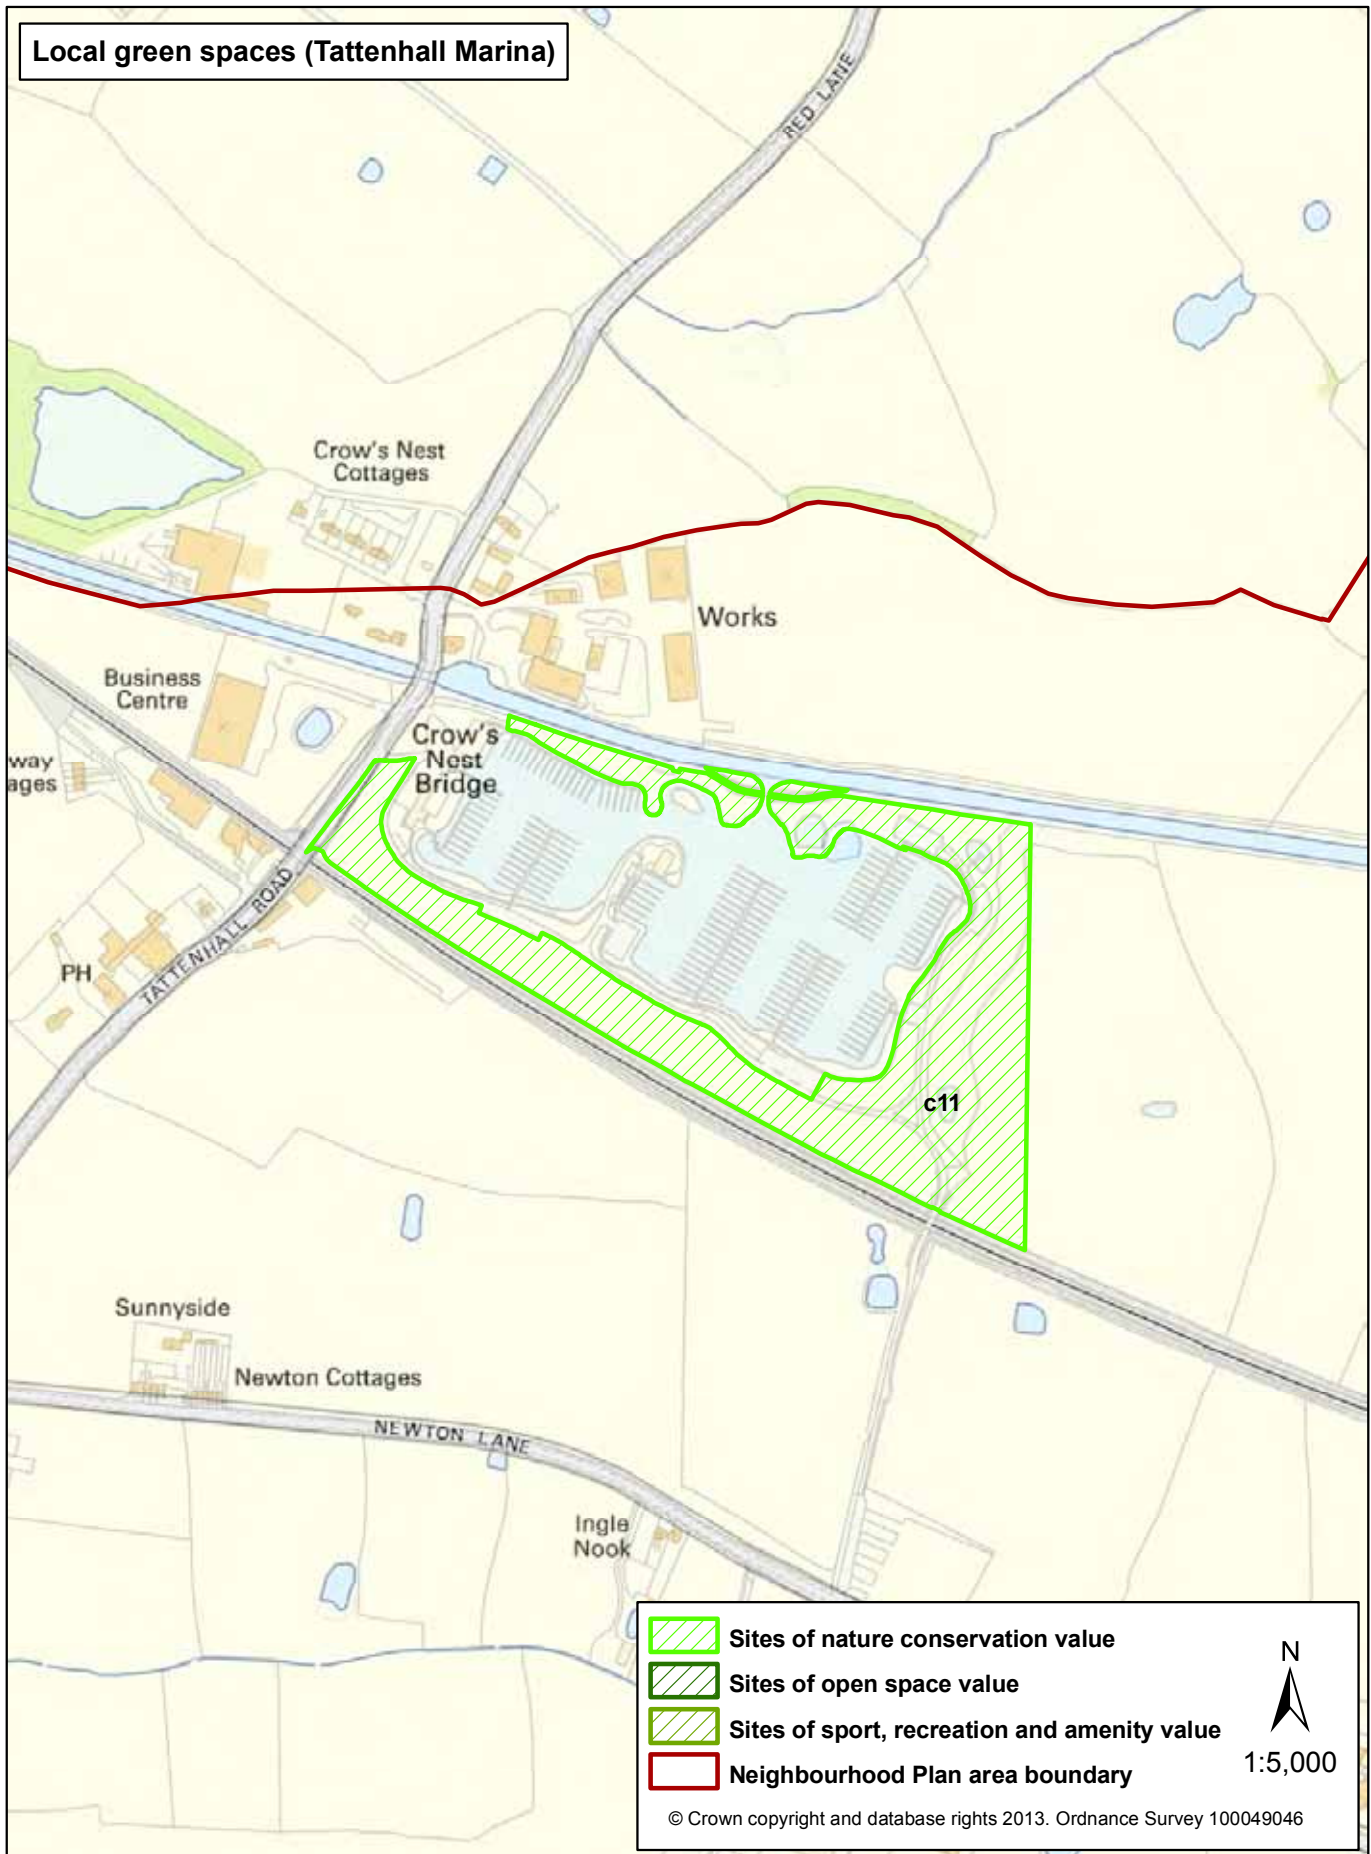 Local green spaces (Tattenhall Marina)
RED LANE
Crow's Nest
Cottages
Works
Business
Centre
Crow's
Nest
Bridge
way
ages
TATTENHALL ROAD
PH
c11
Sunnyside
Newton Cottages
NEWTON LANE
Ingle
Nook
Sites of nature conservation value
Sites of open space value
Sites of sport, recreation and amenity value
Neighbourhood Plan area boundary
N
1:5,000
© Crown copyright and database rights 2013. Ordnance Survey 100049046